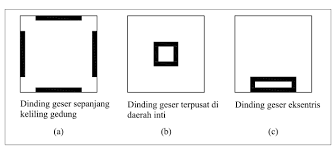 Dinding geser sepanjang
keliling gedung
(a)
Dinding geser terpusat di
daerah inti
(b)
Dinding geser eksentris
(c)